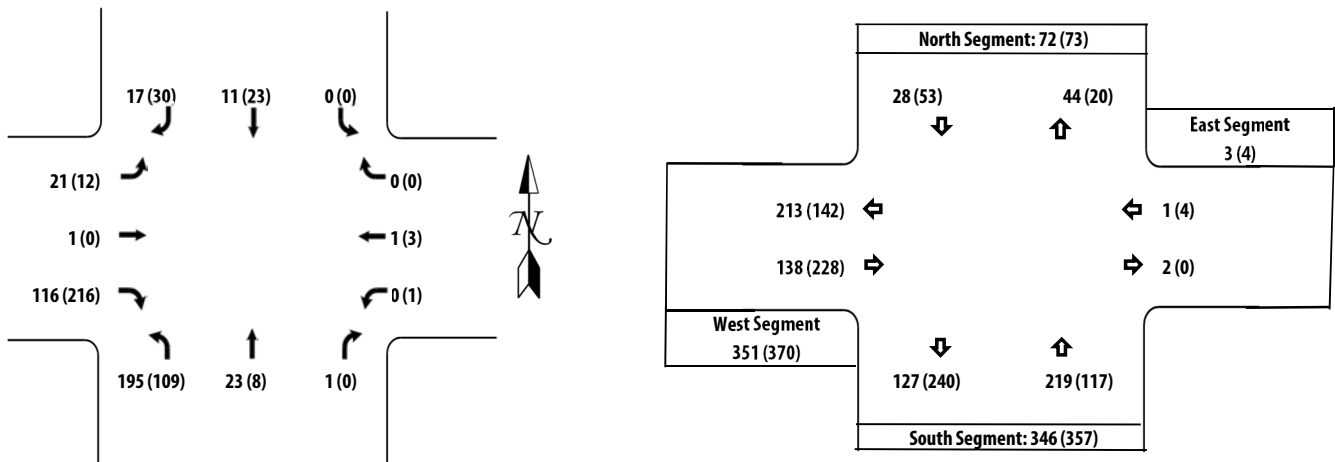 17 (30) 11 (23) 0 (0)
21 (12) 0 (0)
1 (0) 1 (3)
116 (216) 0 (1)
195 (109) 23 (8) 1 (0)
N
North Segment: 72 (73)
28 (53) 44 (20)
East Segment
3 (4)
213 (142) 1 (4)
138 (228) 2 (0)
West Segment
351 (370)
127 (240) 219 (117)
South Segment: 346 (357)